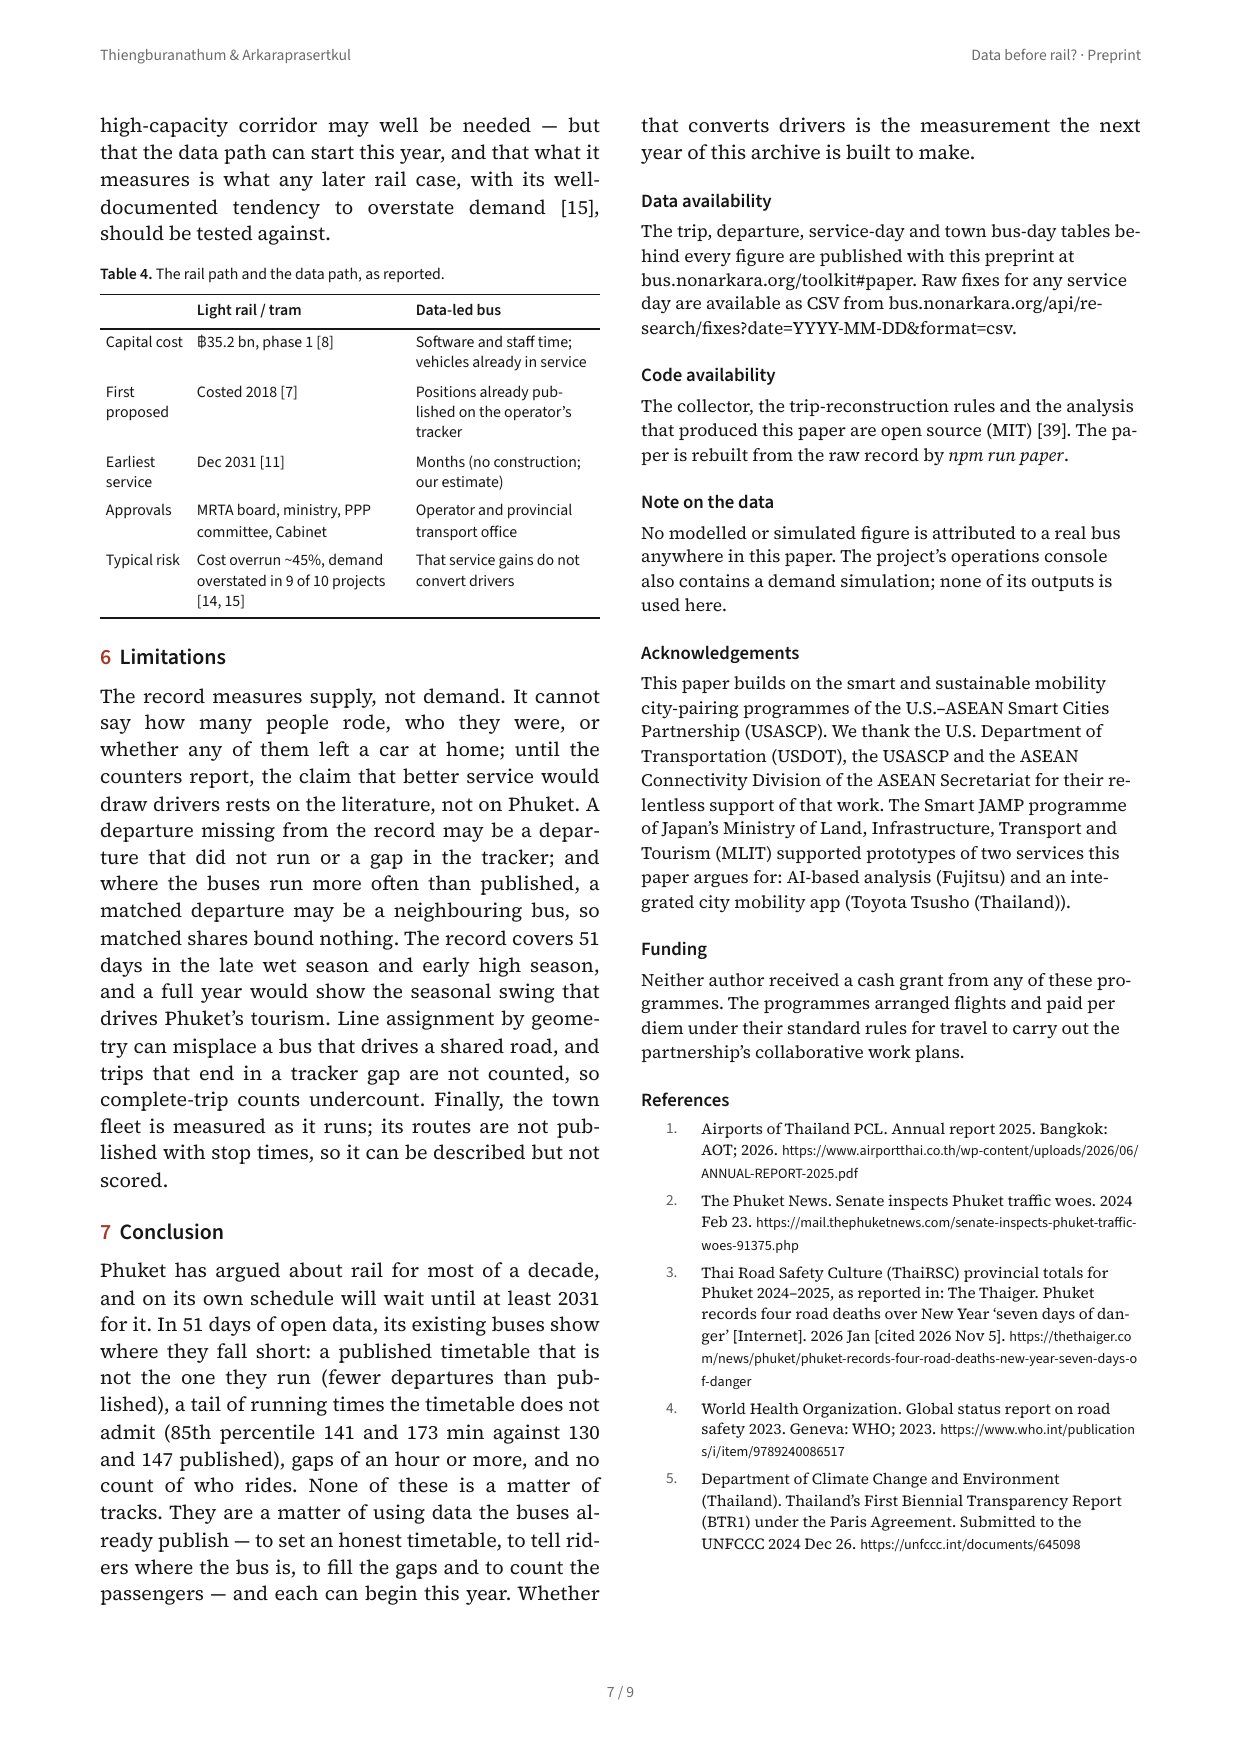 Thiengburanathum & Arkaraprasertkul
Data before rail? · Preprint
high-capacity corridor may well be needed — but
that the data path can start this year, and that what it
measures is what any later rail case, with its well-
documented tendency to overstate demand [15],
should be tested against.
Table 4. The rail path and the data path, as reported.
Light rail / tram Data-led bus
Capital cost ฿35.2 bn, phase 1 [8] Software and staff time;
vehicles already in service
First Costed 2018 [7] Positions already pub-
proposed lished on the operator’s
tracker
Earliest Dec 2031 [11] Months (no construction;
service our estimate)
Approvals MRTA board, ministry, PPP Operator and provincial
committee, Cabinet transport office
Typical risk Cost overrun ~45%, demand That service gains do not
overstated in 9 of 10 projects convert drivers
[14, 15]
6 Limitations
The record measures supply, not demand. It cannot
say how many people rode, who they were, or
whether any of them left a car at home; until the
counters report, the claim that better service would
draw drivers rests on the literature, not on Phuket. A
departure missing from the record may be a depar-
ture that did not run or a gap in the tracker; and
where the buses run more often than published, a
matched departure may be a neighbouring bus, so
matched shares bound nothing. The record covers 51
days in the late wet season and early high season,
and a full year would show the seasonal swing that
drives Phuket’s tourism. Line assignment by geome-
try can misplace a bus that drives a shared road, and
trips that end in a tracker gap are not counted, so
complete-trip counts undercount. Finally, the town
fleet is measured as it runs; its routes are not pub-
lished with stop times, so it can be described but not
scored.
7 Conclusion
Phuket has argued about rail for most of a decade,
and on its own schedule will wait until at least 2031
for it. In 51 days of open data, its existing buses show
where they fall short: a published timetable that is
not the one they run (fewer departures than pub-
lished), a tail of running times the timetable does not
admit (85th percentile 141 and 173 min against 130
and 147 published), gaps of an hour or more, and no
count of who rides. None of these is a matter of
tracks. They are a matter of using data the buses al-
ready publish — to set an honest timetable, to tell rid-
ers where the bus is, to fill the gaps and to count the
passengers — and each can begin this year. Whether
that converts drivers is the measurement the next
year of this archive is built to make.
Data availability
The trip, departure, service-day and town bus-day tables be-
hind every figure are published with this preprint at
bus.nonarkara.org/toolkit#paper. Raw fixes for any service
day are available as CSV from bus.nonarkara.org/api/re-
search/fixes?date=YYYY-MM-DD&format=csv.
Code availability
The collector, the trip-reconstruction rules and the analysis
that produced this paper are open source (MIT) [39]. The pa-
per is rebuilt from the raw record by npm run paper.
Note on the data
No modelled or simulated figure is attributed to a real bus
anywhere in this paper. The project’s operations console
also contains a demand simulation; none of its outputs is
used here.
Acknowledgements
This paper builds on the smart and sustainable mobility
city-pairing programmes of the U.S.–ASEAN Smart Cities
Partnership (USASCP). We thank the U.S. Department of
Transportation (USDOT), the USASCP and the ASEAN
Connectivity Division of the ASEAN Secretariat for their re-
lentless support of that work. The Smart JAMP programme
of Japan’s Ministry of Land, Infrastructure, Transport and
Tourism (MLIT) supported prototypes of two services this
paper argues for: AI-based analysis (Fujitsu) and an inte-
grated city mobility app (Toyota Tsusho (Thailand)).
Funding
Neither author received a cash grant from any of these pro-
grammes. The programmes arranged flights and paid per
diem under their standard rules for travel to carry out the
partnership’s collaborative work plans.
References
1. Airports of Thailand PCL. Annual report 2025. Bangkok:
AOT; 2026. https://www.airportthai.co.th/wp-content/uploads/2026/06/
ANNUAL-REPORT-2025.pdf
2. The Phuket News. Senate inspects Phuket traffic woes. 2024
Feb 23. https://mail.thephuketnews.com/senate-inspects-phuket-traffic-
woes-91375.php
3. Thai Road Safety Culture (ThaiRSC) provincial totals for
Phuket 2024–2025, as reported in: The Thaiger. Phuket
records four road deaths over New Year ‘seven days of dan-
ger’ [Internet]. 2026 Jan [cited 2026 Nov 5]. https://thethaiger.co
m/news/phuket/phuket-records-four-road-deaths-new-year-seven-days-o
f-danger
4. World Health Organization. Global status report on road
safety 2023. Geneva: WHO; 2023. https://www.who.int/publication
s/i/item/9789240086517
5. Department of Climate Change and Environment
(Thailand). Thailand’s First Biennial Transparency Report
(BTR1) under the Paris Agreement. Submitted to the
UNFCCC 2024 Dec 26. https://unfccc.int/documents/645098
7 / 9